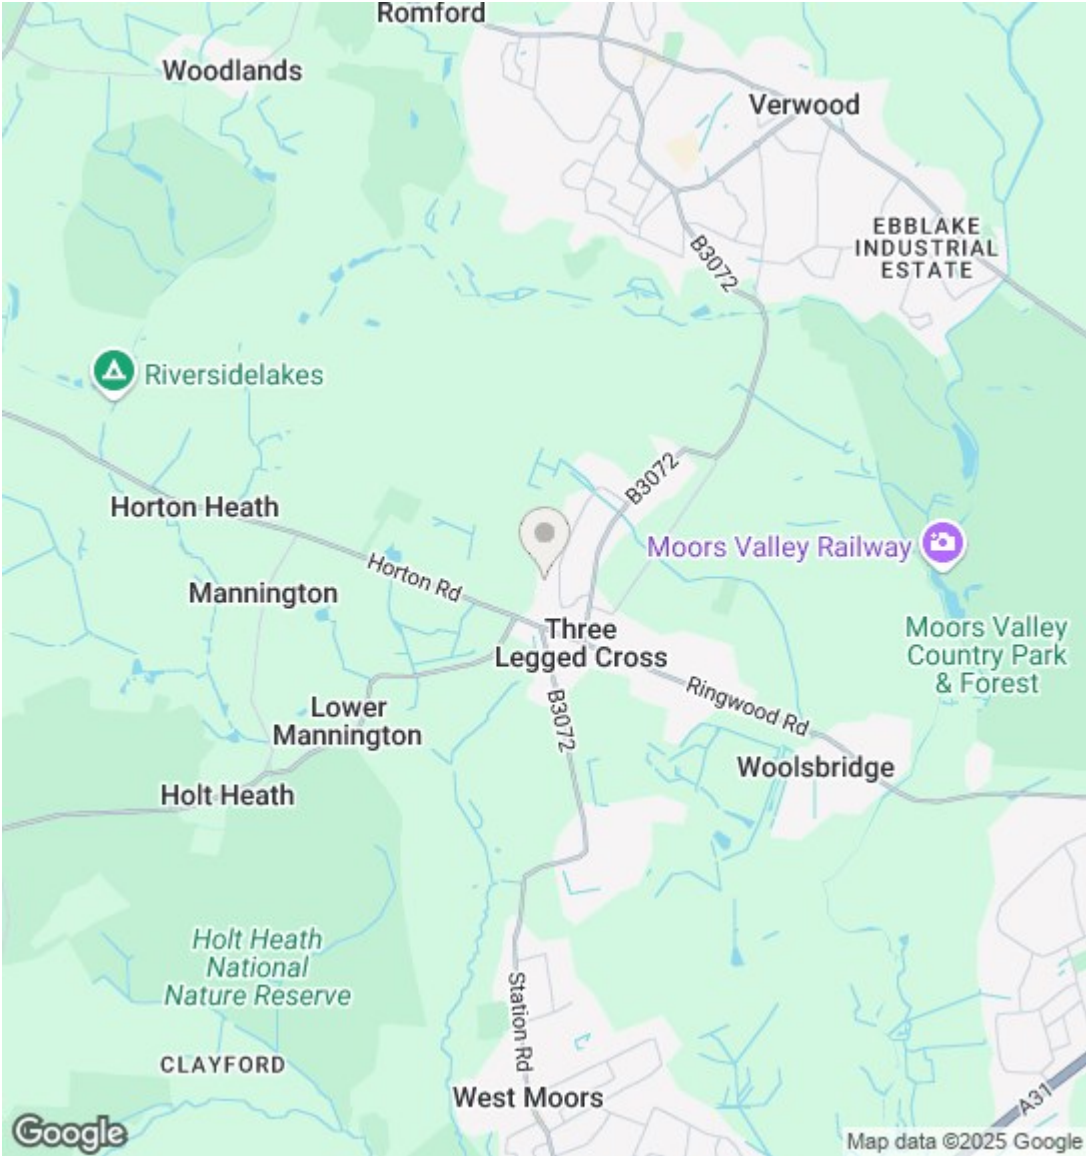 Romford
Woodlands
Verwood
EBBLAKE
INDUSTRIAL
ESTATE
B3072
Riversidelakes
B3072
Horton Heath
Moors Valley Railway
Horton Rd
Mannington
Three
Legged Cross
Moors Valley
Country Park
& Forest
Ringwood Rd
B3072
Lower
Mannington
Woolsbridge
Holt Heath
Holt Heath
National
Nature Reserve
Station Rd
CLAYFORD
West Moors
A31
Google
Map data ©2025 Google